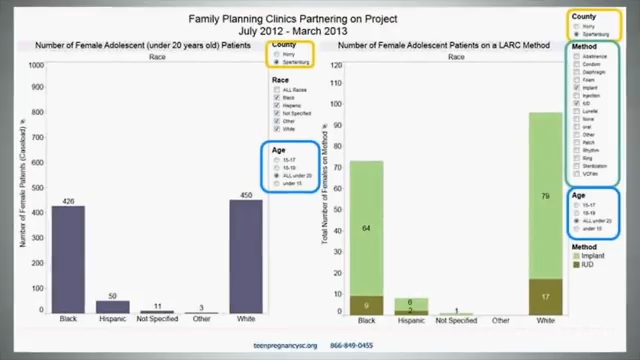 Family Planning Clinics Partnering on Project
July 2012 - March 2013
Number of Female Adolescent (under 20 years old) Patients
Race
County
Horry
Spartanburg
Race
ALL Races
Black
Hispanic
Not Specified
Other
White
Age
15-17
18-19
ALL under 20
under 15
Number of Female Patients (Caseload)
1000
900
800
700
600
500
400
300
200
100
0
426
50
11
3
450
Black
Hispanic
Not Specified
Other
White
Number of Female Adolescent Patients on a LARC Method
Race
Total Number of Females on Method
120
110
100
90
80
70
60
50
40
30
20
10
0
64
9
6
2
1
79
17
Black
Hispanic
Not Specified
Other
White
County
Horry
Spartanburg
Method
Abstinence
Condom
Diaphragm
Foam
Implant
Injection
IUD
Lunelle
None
oral
Other
Patch
Rhythm
Ring
Sterilization
VCFilm
Age
15-17
18-19
ALL under 20
under 15
Method
Implant
IUD
teenpregnancysc.org 866-849-0455